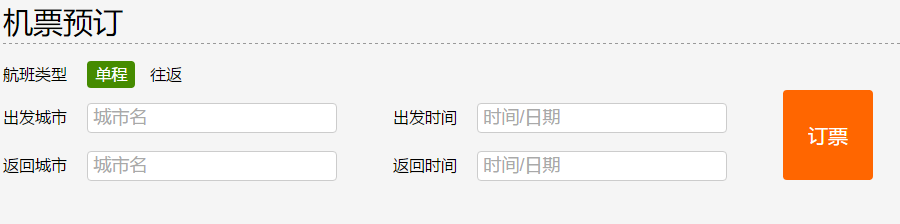 机票预订
航班类型 单程 往返
出发城市 城市名 出发时间 时间/日期
订票
返回城市 城市名 返回时间 时间/日期